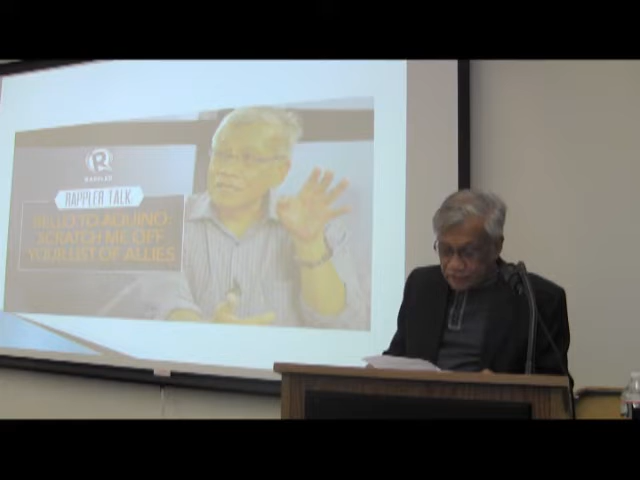 RAPPLER
RAPPLER TALK
BELLO TO AQUINO:
SCRATCH ME OFF
YOUR LIST OF ALLIES